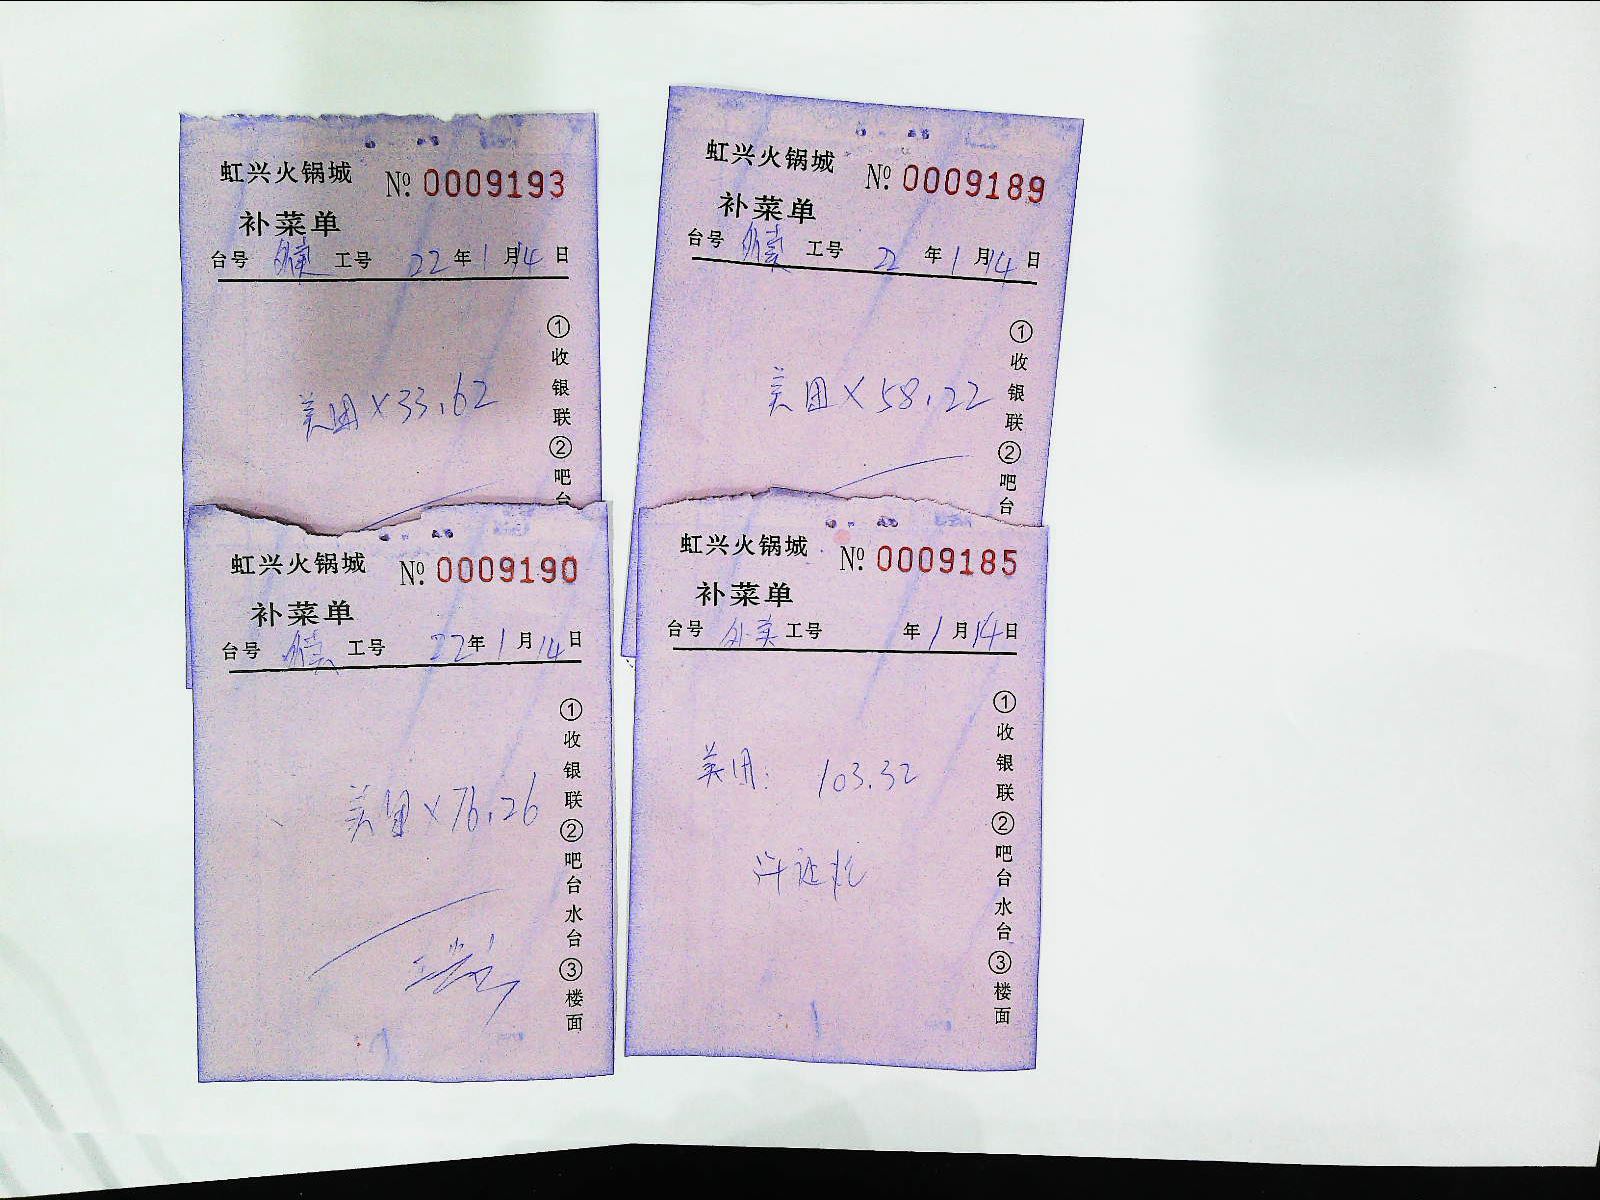 虹兴火锅城 No. 0009193
补菜单
台号 外卖 工号 22 年 1 月 14 日
美团 × 33.62
①收银联②吧台
虹兴火锅城 No. 0009189
补菜单
台号 外卖 工号 22 年 1 月 14 日
美团 × 58.22
①收银联②吧台
虹兴火锅城 No. 0009190
补菜单
台号 外卖 工号 22 年 1 月 14 日
美团 × 76.26
①收银联②吧台水台③楼面
虹兴火锅城 No. 0009185
补菜单
台号 外卖 工号 年 1 月 14 日
美团: 103.32
①收银联②吧台水台③楼面